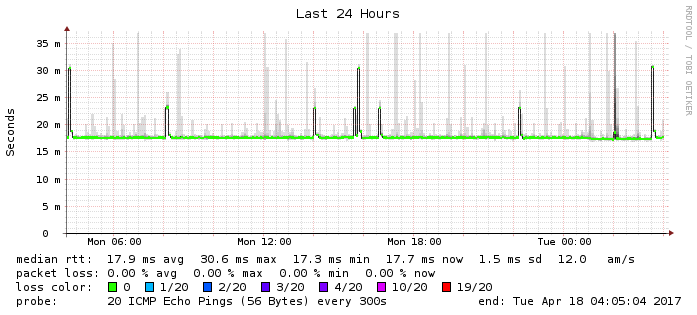 Last 24 Hours
RRDTOOL / TOBI OETIKER
Seconds
35 m
30 m
25 m
20 m
15 m
10 m
5 m
0
Mon 06:00 Mon 12:00 Mon 18:00 Tue 00:00
median rtt: 17.9 ms avg 30.6 ms max 17.3 ms min 17.7 ms now 1.5 ms sd 12.0 am/s
packet loss: 0.00 % avg 0.00 % max 0.00 % min 0.00 % now
loss color: 0 1/20 2/20 3/20 4/20 10/20 19/20
probe: 20 ICMP Echo Pings (56 Bytes) every 300s end: Tue Apr 18 04:05:04 2017